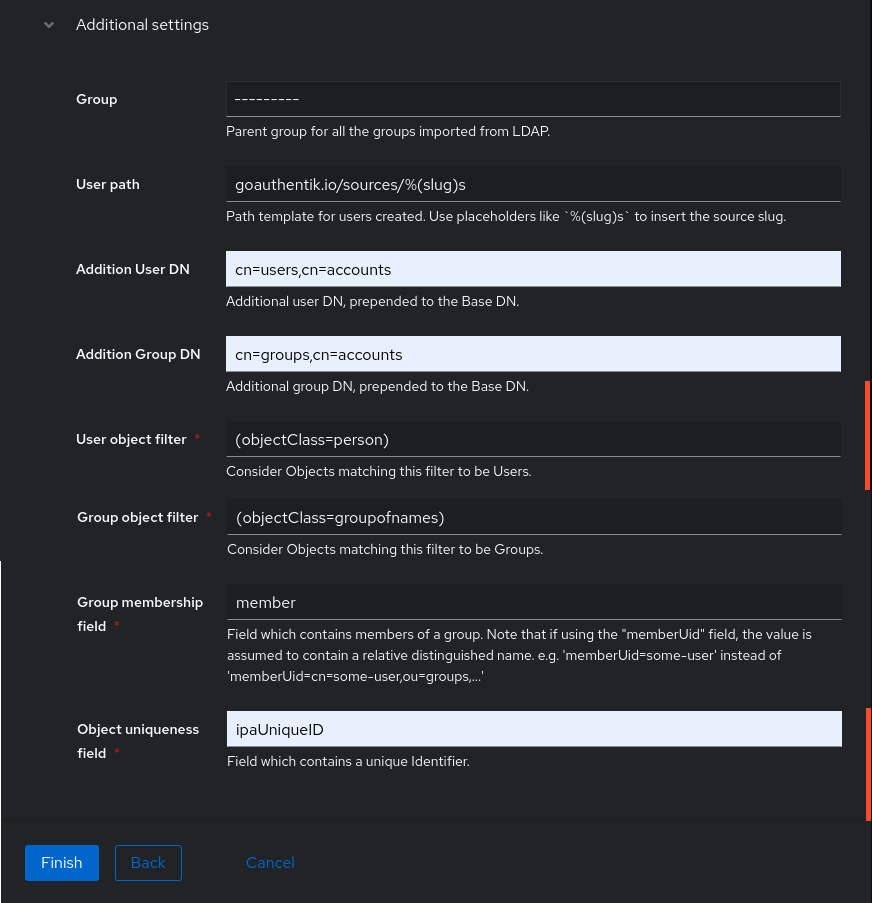 Additional settings
Group
---------
Parent group for all the groups imported from LDAP.
User path
goauthentik.io/sources/%(slug)s
Path template for users created. Use placeholders like `%(slug)s` to insert the source slug.
Addition User DN
cn=users,cn=accounts
Additional user DN, prepended to the Base DN.
Addition Group DN
cn=groups,cn=accounts
Additional group DN, prepended to the Base DN.
User object filter *
(objectClass=person)
Consider Objects matching this filter to be Users.
Group object filter *
(objectClass=groupofnames)
Consider Objects matching this filter to be Groups.
Group membership
field *
member
Field which contains members of a group. Note that if using the "memberUid" field, the value is
assumed to contain a relative distinguished name. e.g. 'memberUid=some-user' instead of
'memberUid=cn=some-user,ou=groups,...'
Object uniqueness
field *
ipaUniqueID
Field which contains a unique Identifier.
Finish
Back
Cancel